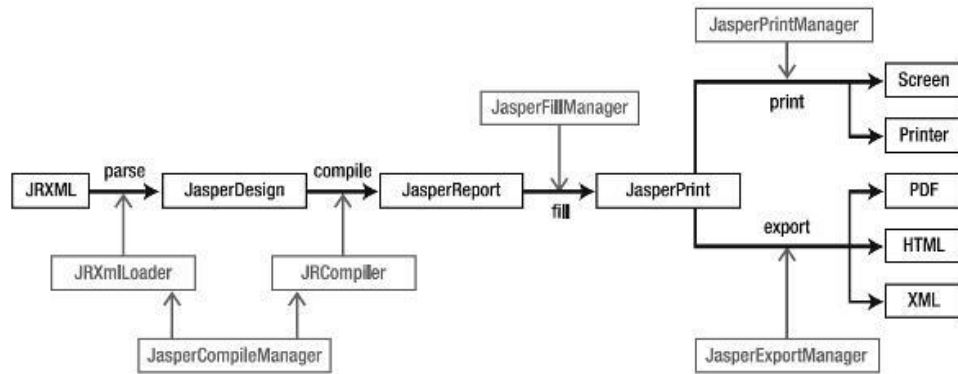 JasperPrintManager
Screen
print
JasperFillManager
Printer
parse
compile
JRXML
JasperDesign
JasperReport
JasperPrint
PDF
fill
export
HTML
JRXmlLoader
JRCompiler
XML
JasperCompileManager
JasperExportManager